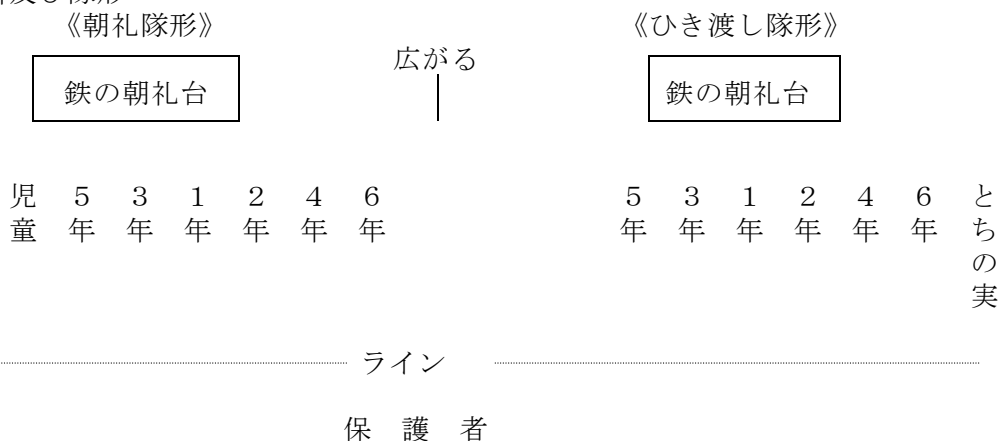 《朝礼隊形》 《ひき渡し隊形》
広がる
鉄の朝礼台 鉄の朝礼台
児童 5年 3年 1年 2年 4年 6年 5年 3年 1年 2年 4年 6年 とちの実
ライン
保 護 者